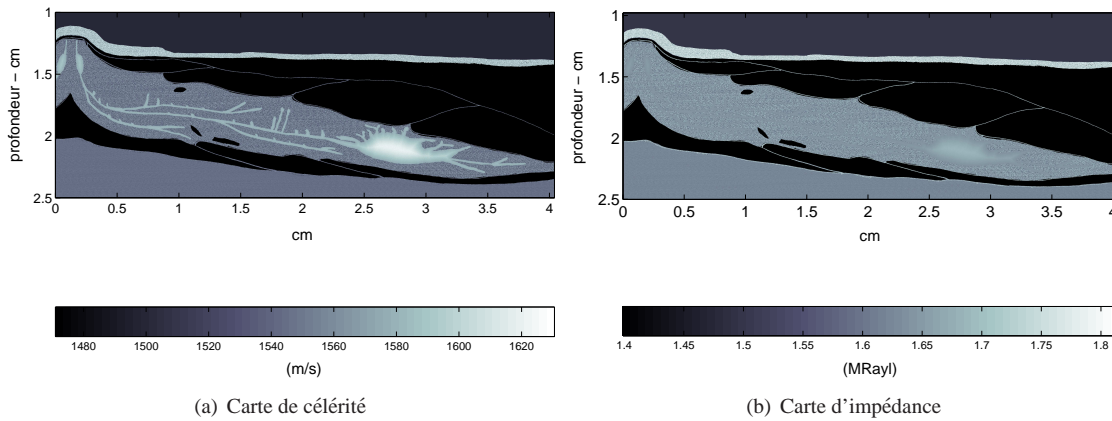 1
1.5
2
2.5
profondeur − cm
0 0.5 1 1.5 2 2.5 3 3.5 4
cm
1480 1500 1520 1540 1560 1580 1600 1620
(m/s)
(a) Carte de célérité
1
1.5
2
2.5
profondeur − cm
0 0.5 1 1.5 2 2.5 3 3.5 4
cm
1.4 1.45 1.5 1.55 1.6 1.65 1.7 1.75 1.8
(MRayl)
(b) Carte d'impédance